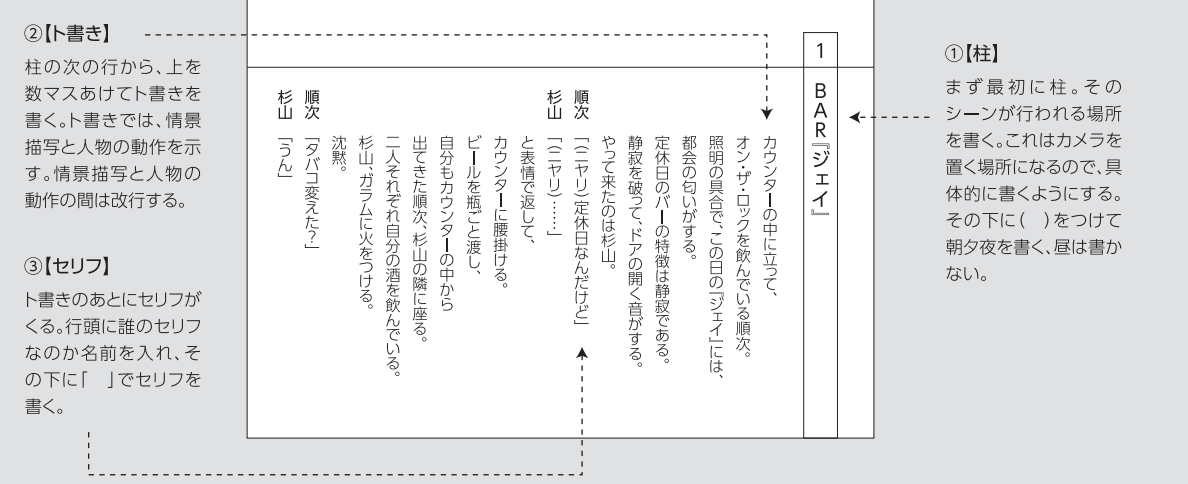 ②【ト書き】
柱の次の行から、上を
数マスあけてト書きを
書く。ト書きでは、情景
描写と人物の動作を示
す。情景描写と人物の
動作の間は改行する。
③【セリフ】
ト書きのあとにセリフが
くる。行頭に誰のセリフ
なのか名前を入れ、そ
の下に「　」でセリフを
書く。
①【柱】
まず最初に柱。その
シーンが行われる場所
を書く。これはカメラを
置く場所になるので、具
体的に書くようにする。
その下に(　)をつけて
朝夕夜を書く、昼は書か
ない。
1 BAR『ジェイ』
カウンターの中に立って、
オン・ザ・ロックを飲んでいる順次。
照明の具合で、この日の『ジェイ』には、
都会の匂いがする。
定休日のバーの特徴は静寂である。
静寂を破って、ドアの開く音がする。
やって来たのは杉山。
順次 「(ニヤリ)定休日なんだけど」
杉山 「(ニヤリ)……」
と表情で返して、
カウンターに腰掛ける。
ビールを瓶ごと渡し、
自分もカウンターの中から
出てきた順次、杉山の隣に座る。
二人それぞれ自分の酒を飲んでいる。
杉山、ガラムに火をつける。
沈黙。
順次 「タバコ変えた?」
杉山 「うん」